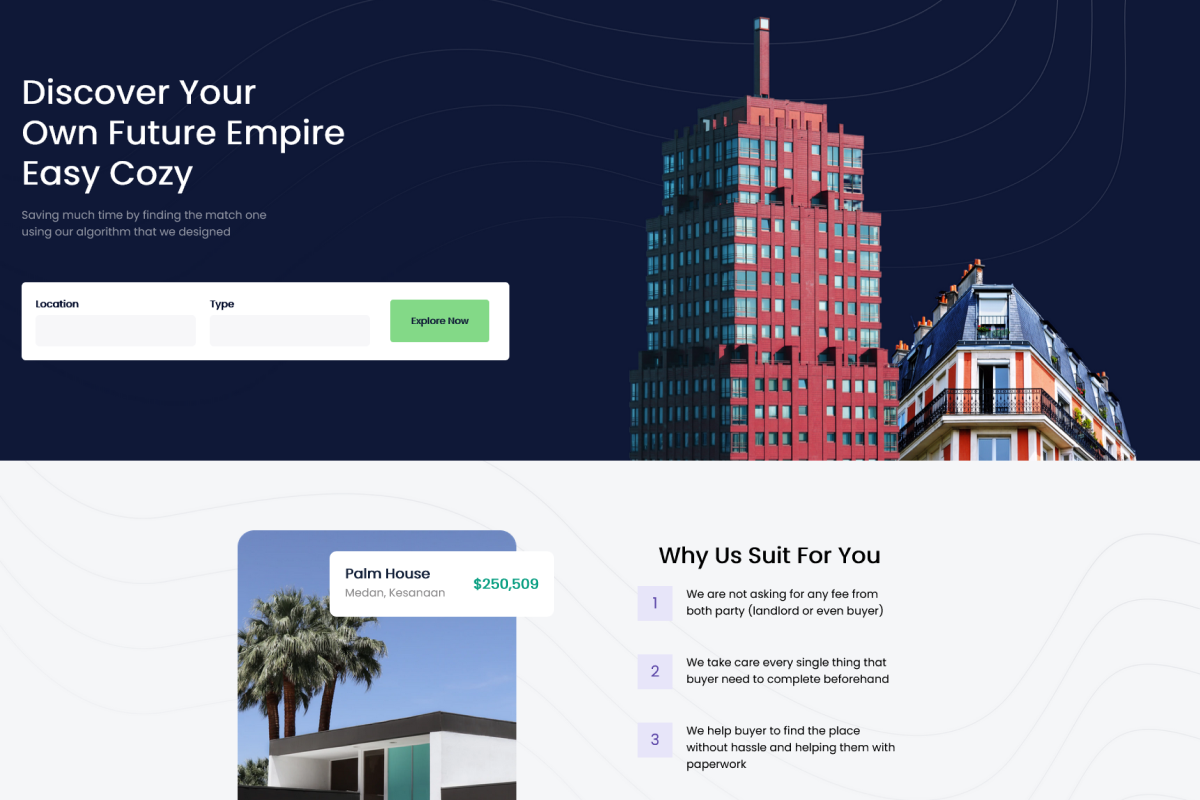 Discover Your
Own Future Empire
Easy Cozy
Saving much time by finding the match one
using our algorithm that we designed
Location
Type
Explore Now
Palm House
Medan, Kesanaan
$250,509
Why Us Suit For You
1
We are not asking for any fee from
both party (landlord or even buyer)
2
We take care every single thing that
buyer need to complete beforehand
3
We help buyer to find the place
without hassle and helping them with
paperwork